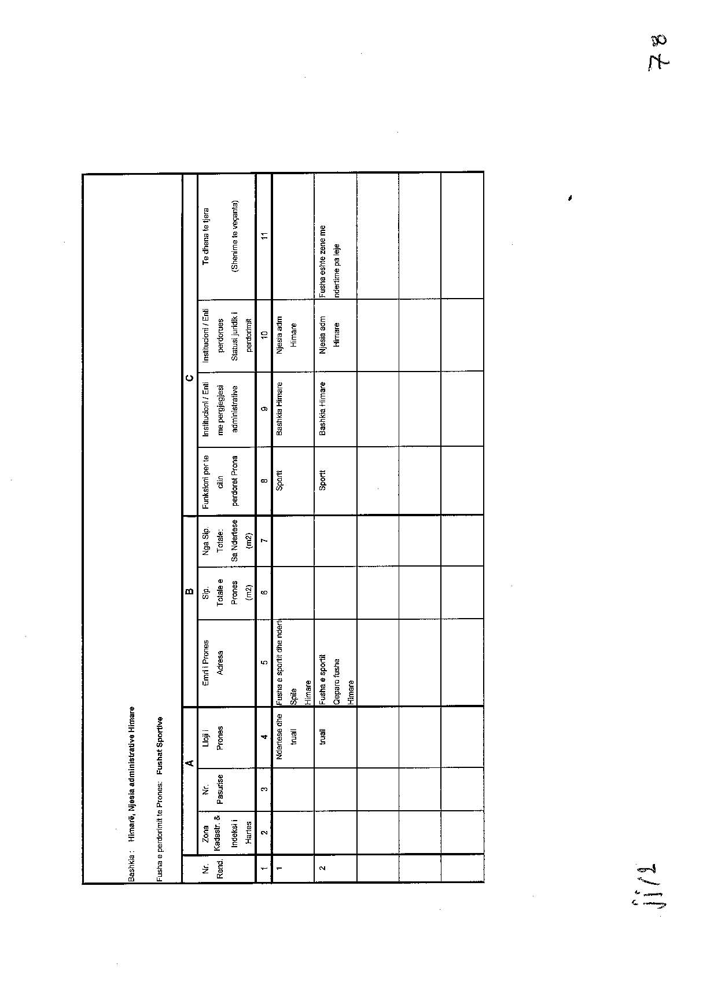 Bashkia : Himarë, Njesia administrative Himare
Fusha e perdorimit te Prones: Fushat Sportive
A B C
Nr. Rend.
Zona Kadastr. & Indeksi i Hartes
Nr. Pasurise
Lloji i Prones
Emri i Prones Adresa
Sip. Totale e Prones (m2)
Nga Sip. Totale: Sa Ndertese (m2)
Funksioni per te cilin perdoret Prona
Institucioni / Enti me pergjegjesi administrative
Institucioni / Enti perdorues Statusi juridik i perdorimit
Te dhena te tjera (Shenime te veçanta)
1 2 3 4 5 6 7 8 9 10 11
1 Ndertese dhe Fusha e sportit dhe ndert Sportt Bashkia Himare Njesia adm
truall Spile Himare
Himare
2 truall Fusha e sportit Sportt Bashkia Himare Njesia adm Fusha eshte zene me
Qeparo fushe Himare ndertime pa leje
Himare
78